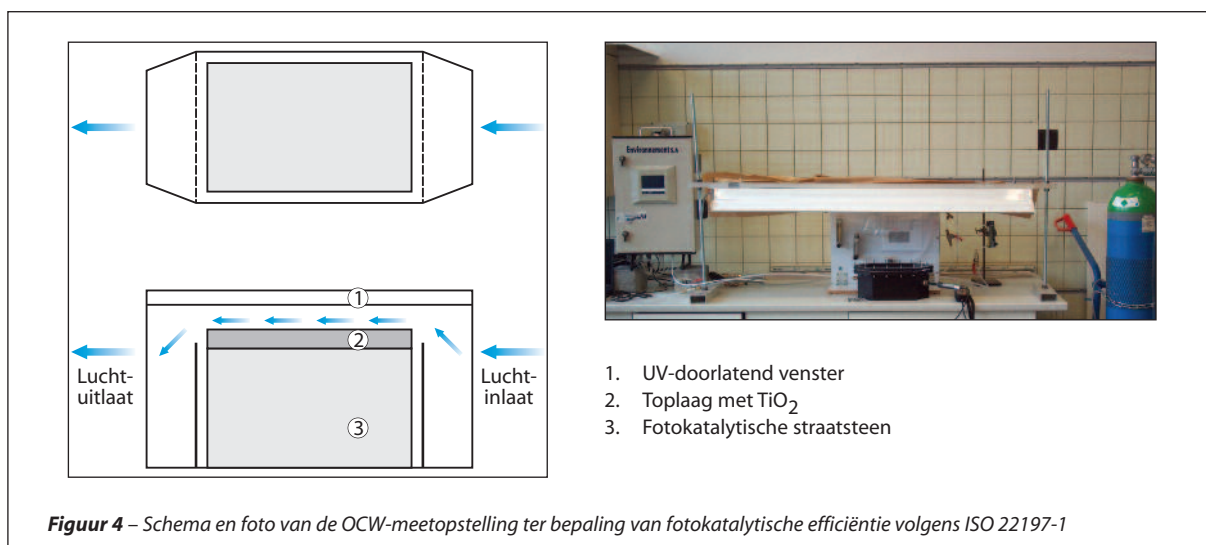 1
2
3
Lucht-
uitlaat
Lucht-
inlaat
Environnement s.a
1. UV-doorlatend venster
2. Toplaag met TiO2
3. Fotokatalytische straatsteen
Figuur 4 – Schema en foto van de OCW-meetopstelling ter bepaling van fotokatalytische efficiëntie volgens ISO 22197-1